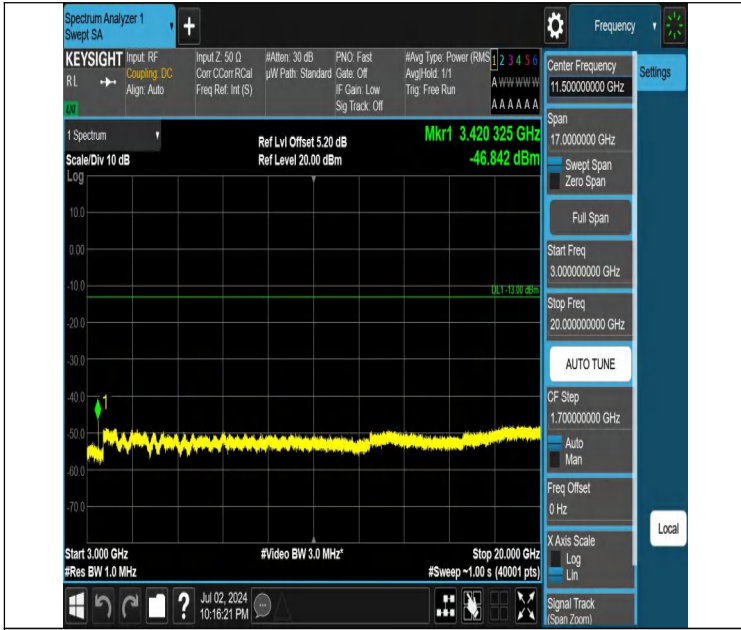 Spectrum Analyzer 1
Swept SA
+
Frequency
KEYSIGHT
RL
Input: RF
Coupling: DC
Align: Auto
Input Z: 50 Ω
Corr CCorr RCal
Freq Ref: Int (S)
#Atten: 30 dB
µW Path: Standard
PNO: Fast
Gate: Off
IF Gain: Low
Sig Track: Off
#Avg Type: Power (RMS
Avg|Hold: 1/1
Trig: Free Run
1 2 3 4 5 6
A W W W W W
A A A A A A
1 Spectrum
Scale/Div 10 dB
Log
Ref Lvl Offset 5.20 dB
Ref Level 20.00 dBm
Mkr1 3.420 325 GHz
-46.842 dBm
10.0
0.00
-10.0
DL1 -13.00 dBm
-20.0
-30.0
-40.0
1
-50.0
-60.0
-70.0
Start 3.000 GHz
#Res BW 1.0 MHz
#Video BW 3.0 MHz*
Stop 20.000 GHz
#Sweep ~1.00 s (40001 pts)
?
Jul 02, 2024
10:16:21 PM
Center Frequency
11.500000000 GHz
Settings
Span
17.0000000 GHz
Swept Span
Zero Span
Full Span
Start Freq
3.000000000 GHz
Stop Freq
20.000000000 GHz
AUTO TUNE
CF Step
1.700000000 GHz
Auto
Man
Freq Offset
0 Hz
Local
X Axis Scale
Log
Lin
Signal Track
(Span Zoom)